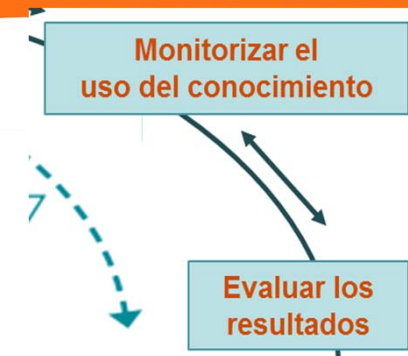 Monitorizar el
uso del conocimiento
Evaluar los
resultados